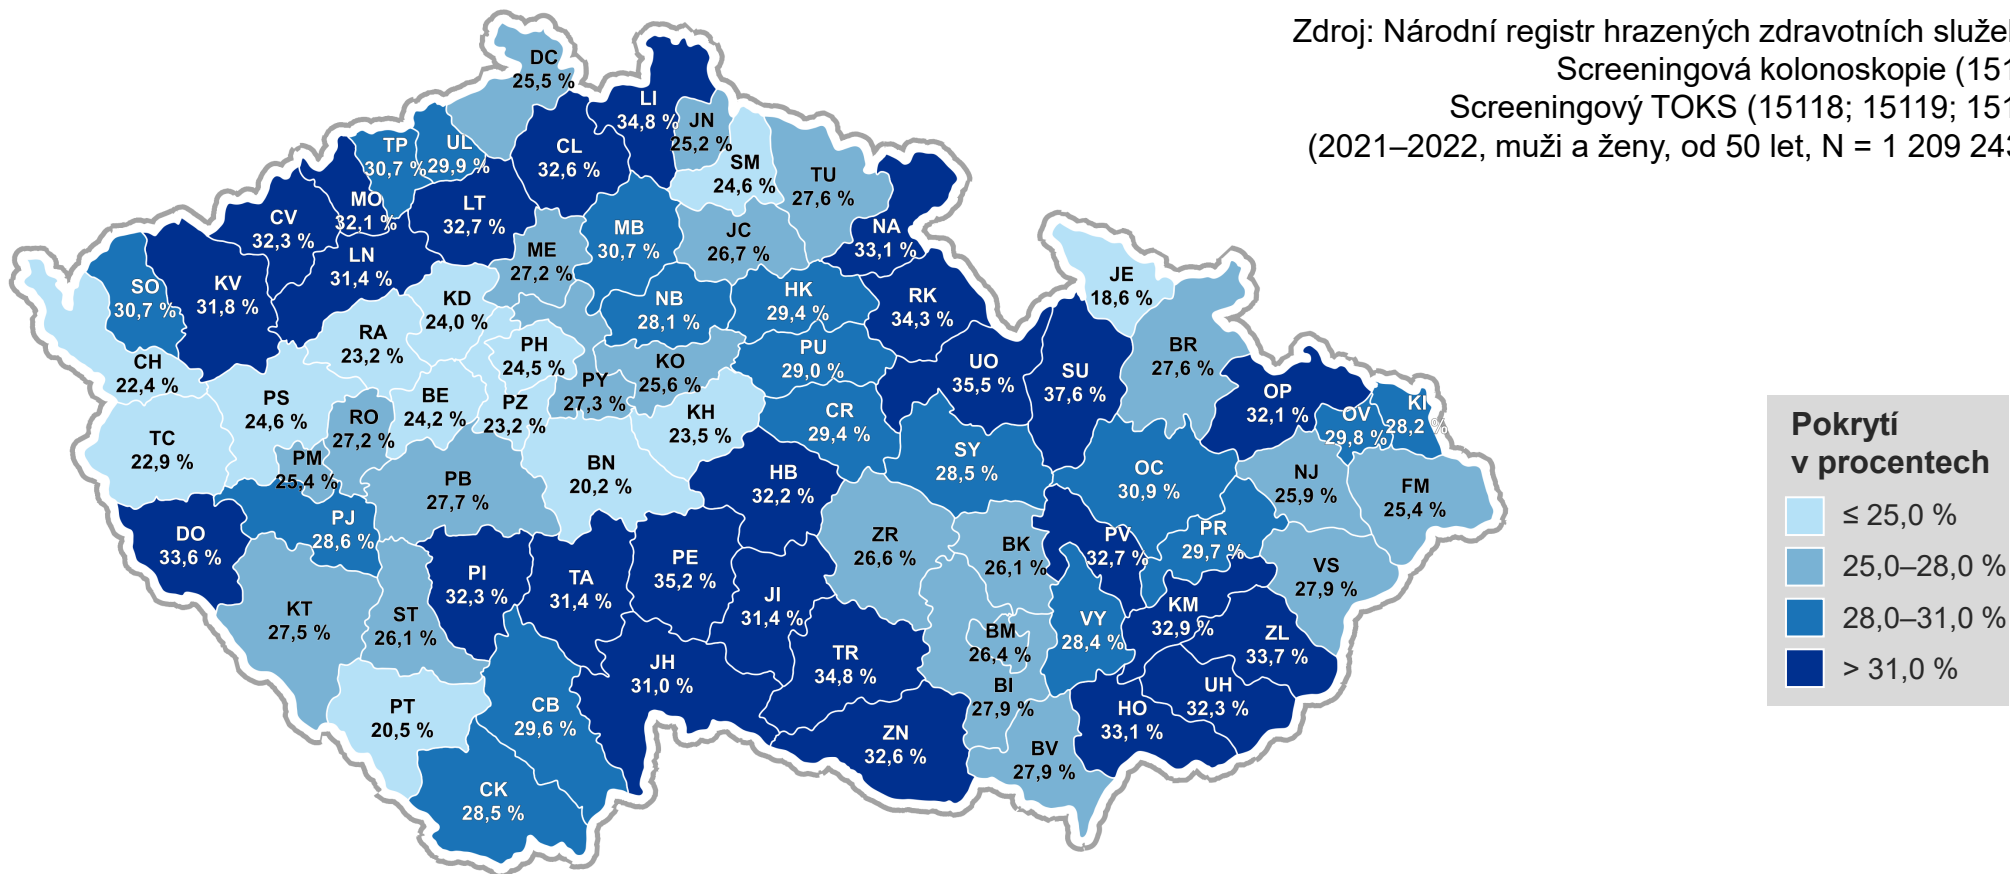 Zdroj: Národní registr hrazených zdravotních služe
Screeningová kolonoskopie (151
Screeningový TOKS (15118; 15119; 151
(2021–2022, muži a ženy, od 50 let, N = 1 209 243
DC
25,5 %
LI
34,8 %
JN
25,2 %
TP
30,7 %
UL
29,9 %
CL
32,6 %
SM
24,6 %
TU
27,6 %
MO
32,1 %
CV
32,3 %
LT
32,7 %
MB
30,7 %
JC
26,7 %
NA
33,1 %
LN
31,4 %
ME
27,2 %
JE
18,6 %
SO
30,7 %
KV
31,8 %
KD
24,0 %
NB
28,1 %
HK
29,4 %
RK
34,3 %
RA
23,2 %
PH
24,5 %
KO
25,6 %
PU
29,0 %
UO
35,5 %
SU
37,6 %
BR
27,6 %
CH
22,4 %
PS
24,6 %
BE
24,2 %
PZ
23,2 %
PY
27,3 %
KH
23,5 %
CR
29,4 %
OP
32,1 %
OV
29,8 %
KI
28,2 %
RO
27,2 %
TC
22,9 %
PM
25,4 %
PB
27,7 %
BN
20,2 %
HB
32,2 %
SY
28,5 %
OC
30,9 %
NJ
25,9 %
FM
25,4 %
DO
33,6 %
PJ
28,6 %
ZR
26,6 %
BK
26,1 %
PV
32,7 %
PR
29,7 %
VS
27,9 %
KT
27,5 %
ST
26,1 %
PI
32,3 %
TA
31,4 %
PE
35,2 %
JI
31,4 %
BM
26,4 %
VY
28,4 %
KM
32,9 %
ZL
33,7 %
JH
31,0 %
TR
34,8 %
BI
27,9 %
UH
32,3 %
PT
20,5 %
CB
29,6 %
ZN
32,6 %
BV
27,9 %
HO
33,1 %
CK
28,5 %
Pokrytí
v procentech
≤ 25,0 %
25,0–28,0 %
28,0–31,0 %
> 31,0 %